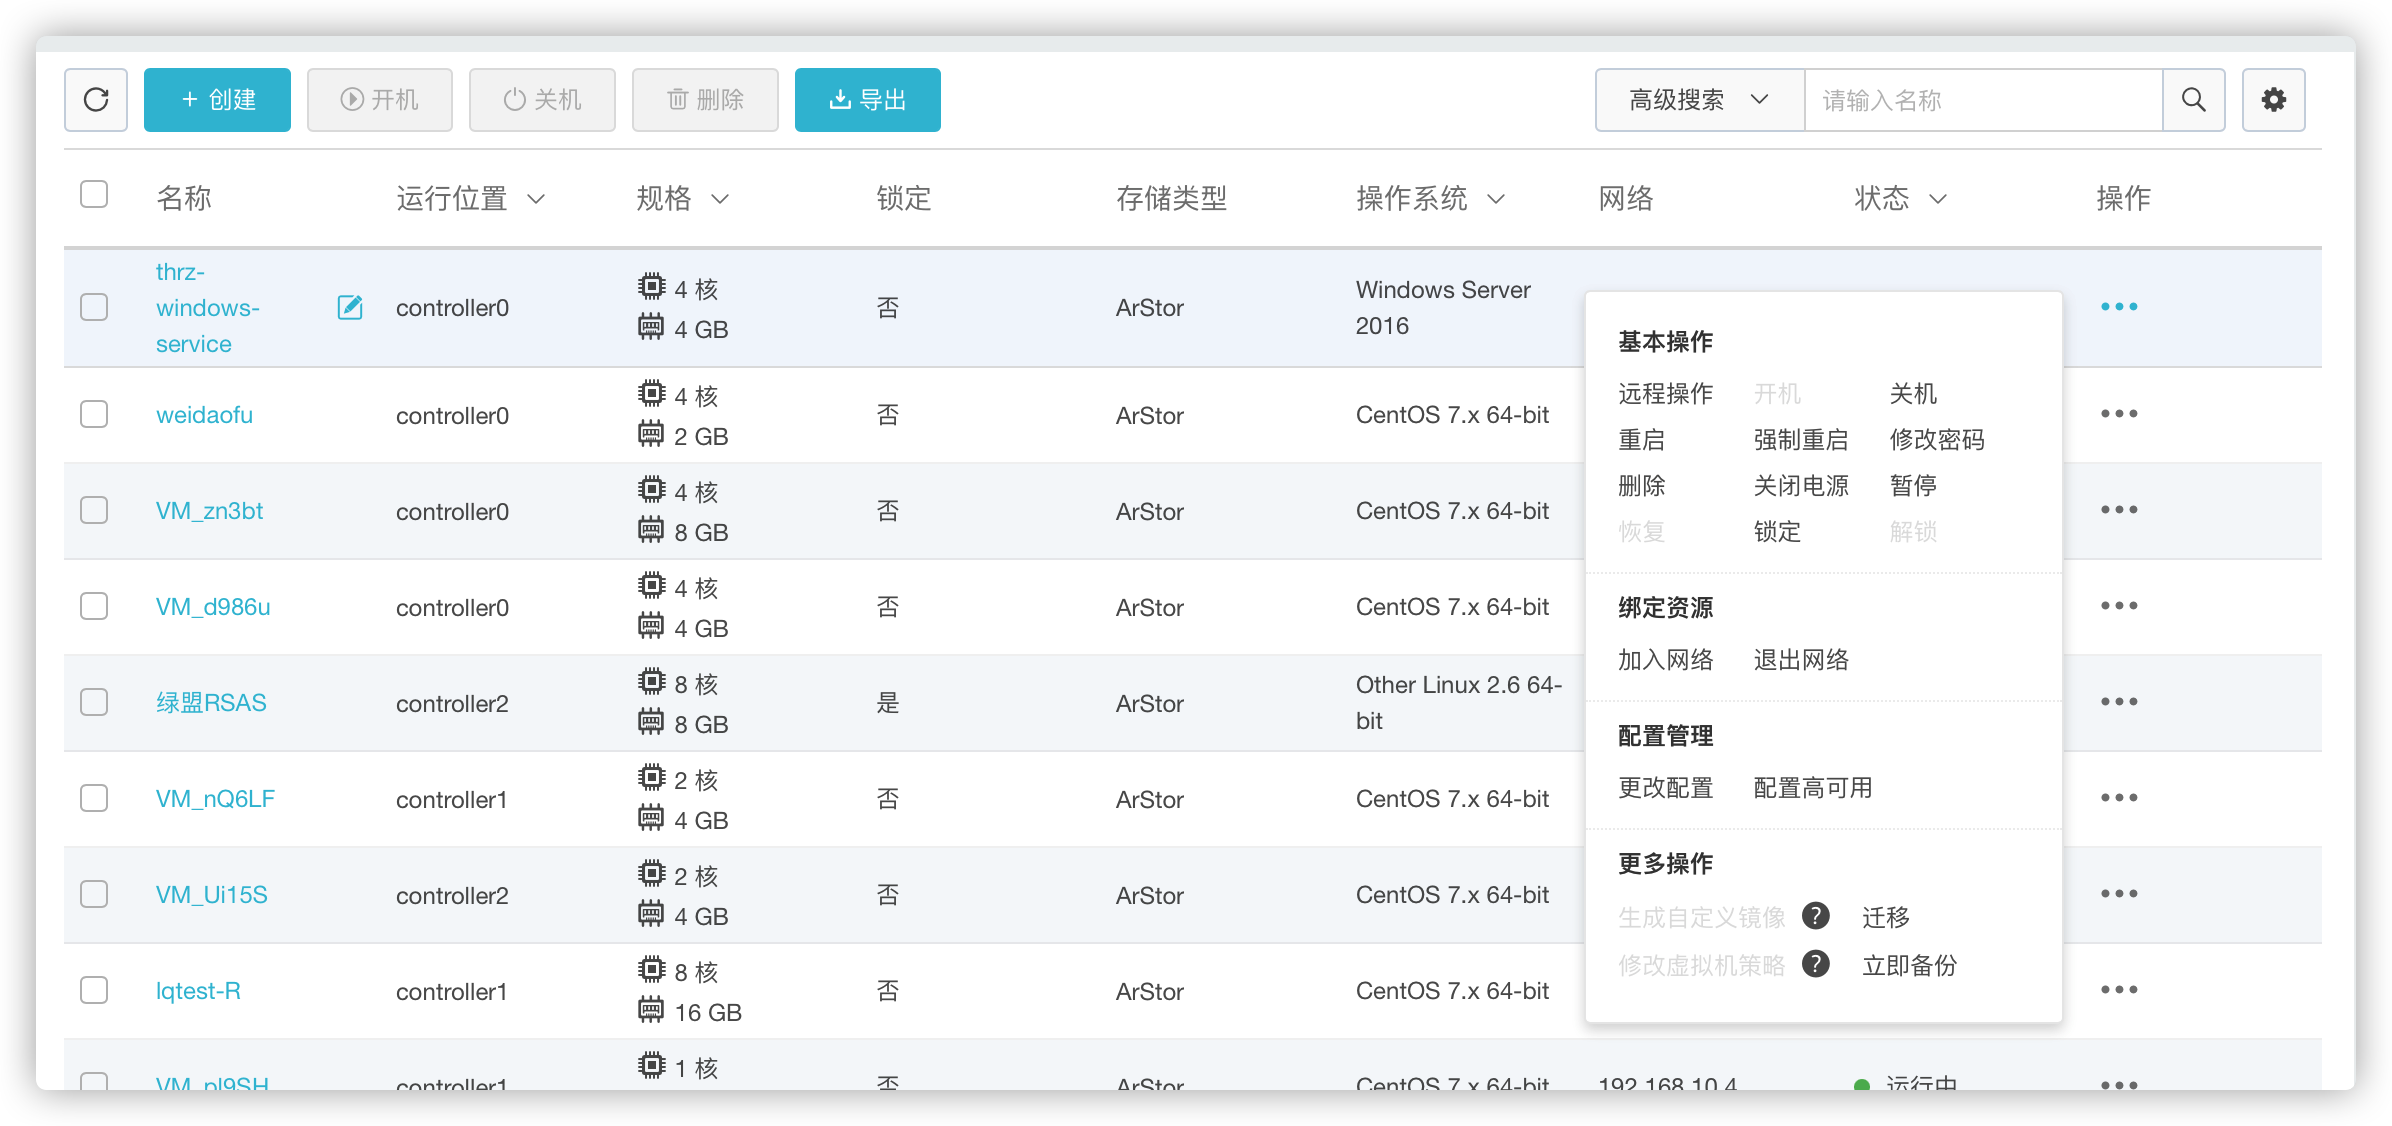 创建 开机 关机 删除 导出 高级搜索 请输入名称
名称 运行位置 规格 锁定 存储类型 操作系统 网络 状态 操作
thrz-
windows-
service
controller0
4 核
4 GB
否
ArStor
Windows Server
2016
weidaofu
controller0
4 核
2 GB
否
ArStor
CentOS 7.x 64-bit
VM_zn3bt
controller0
4 核
8 GB
否
ArStor
CentOS 7.x 64-bit
VM_d986u
controller0
4 核
4 GB
否
ArStor
CentOS 7.x 64-bit
绿盟RSAS
controller2
8 核
8 GB
是
ArStor
Other Linux 2.6 64-
bit
VM_nQ6LF
controller1
2 核
4 GB
否
ArStor
CentOS 7.x 64-bit
VM_Ui15S
controller2
2 核
4 GB
否
ArStor
CentOS 7.x 64-bit
lqtest-R
controller1
8 核
16 GB
否
ArStor
CentOS 7.x 64-bit
VM_pl9SH
controller1
1 核
否
ArStor
CentOS 7.x 64-bit
192.168.10.4
运行中
基本操作
远程操作 开机 关机
重启 强制重启 修改密码
删除 关闭电源 暂停
恢复 锁定 解锁
绑定资源
加入网络 退出网络
配置管理
更改配置 配置高可用
更多操作
生成自定义镜像 ? 迁移
修改虚拟机策略 ? 立即备份